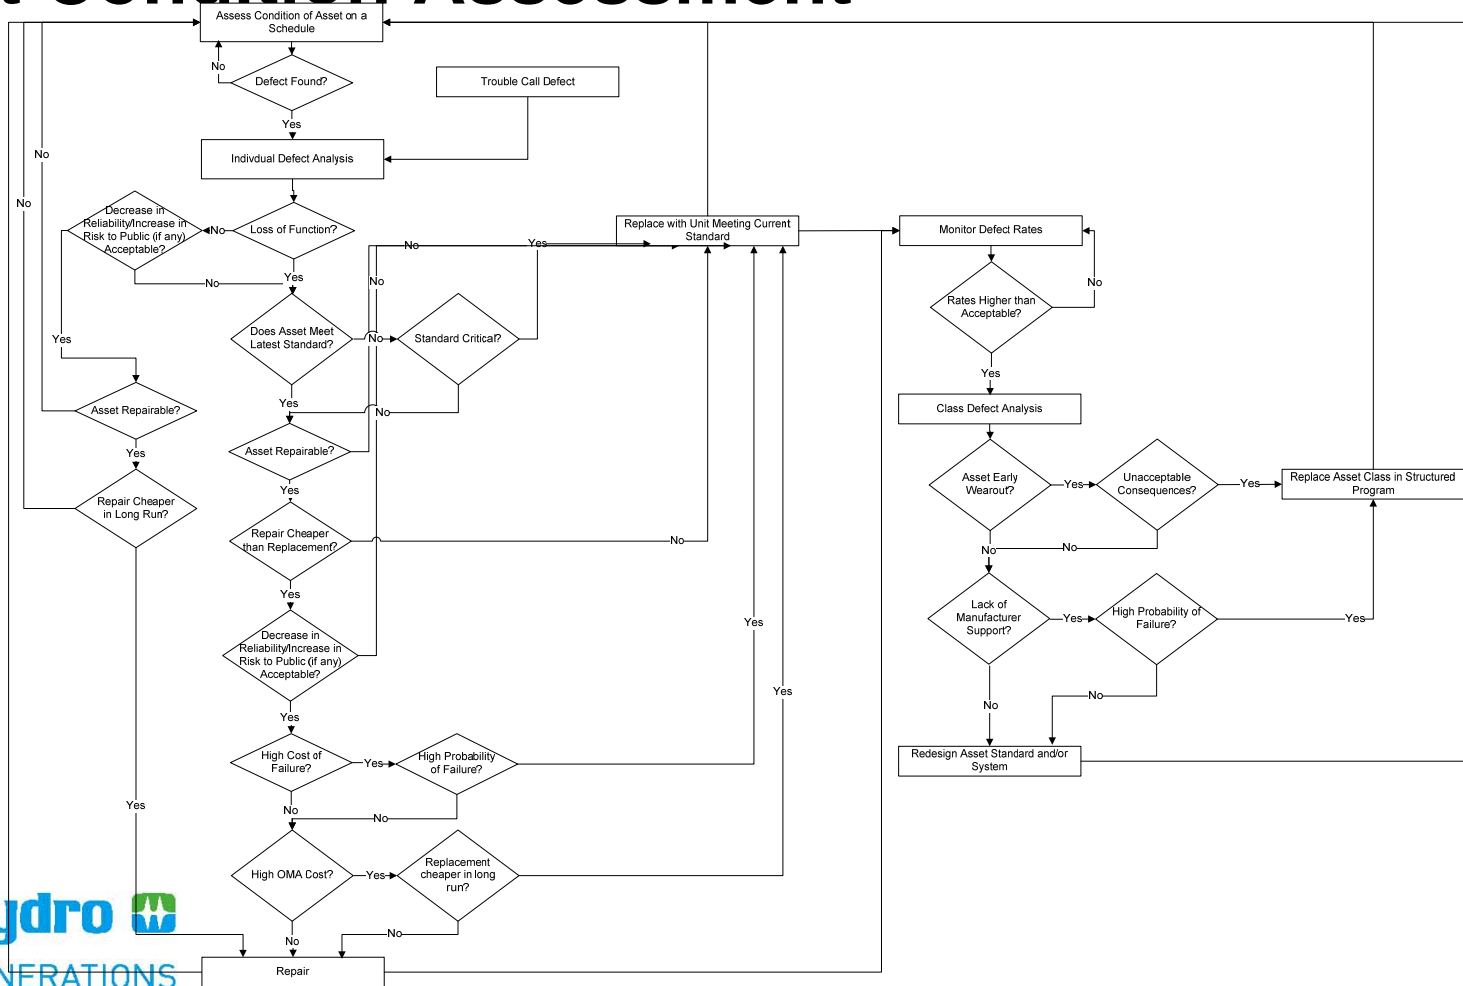 t Condition Assessment
Assess Condition of Asset on a
Schedule
No
Defect Found?
Trouble Call Defect
Yes
No
Indivdual Defect Analysis
No
Decrease in
Reliability/Increase in
Risk to Public (if any)
Acceptable?
No
Loss of Function?
Replace with Unit Meeting Current
Standard
Monitor Defect Rates
No
Yes
No
Yes
No
No
No
Rates Higher than
Acceptable?
Yes
Does Asset Meet
Latest Standard?
No
Standard Critical?
Yes
Yes
Asset Repairable?
Yes
No
Class Defect Analysis
Yes
Asset Repairable?
Yes
Asset Early
Wearout?
Yes
Unacceptable
Consequences?
Yes
Replace Asset Class in Structured
Program
Repair Cheaper
in Long Run?
Repair Cheaper
than Replacement?
No
No
No
Yes
Decrease in
Reliability/Increase in
Risk to Public (if any)
Acceptable?
Yes
Lack of
Manufacturer
Support?
Yes
High Probability of
Failure?
Yes
Yes
Yes
No
No
High Cost of
Failure?
Yes
High Probability
of Failure?
Redesign Asset Standard and/or
System
Yes
No
No
High OMA Cost?
Yes
Replacement
cheaper in long
run?
ydro
No
No
NERATIONS
Repair